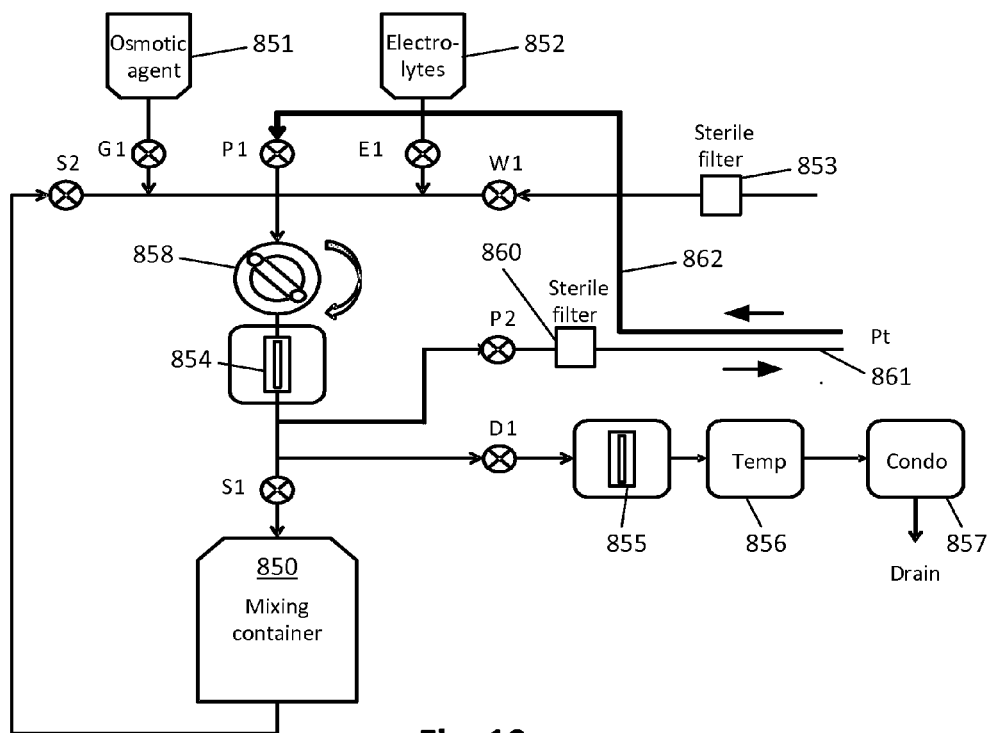 Osmotic
agent
851
Electro-
lytes
852
G1
P1
E1
S2
W1
Sterile
filter
853
858
860
862
Sterile
filter
P2
Pt
861
854
D1
S1
Temp
Condo
855
856
857
Drain
850
Mixing
container